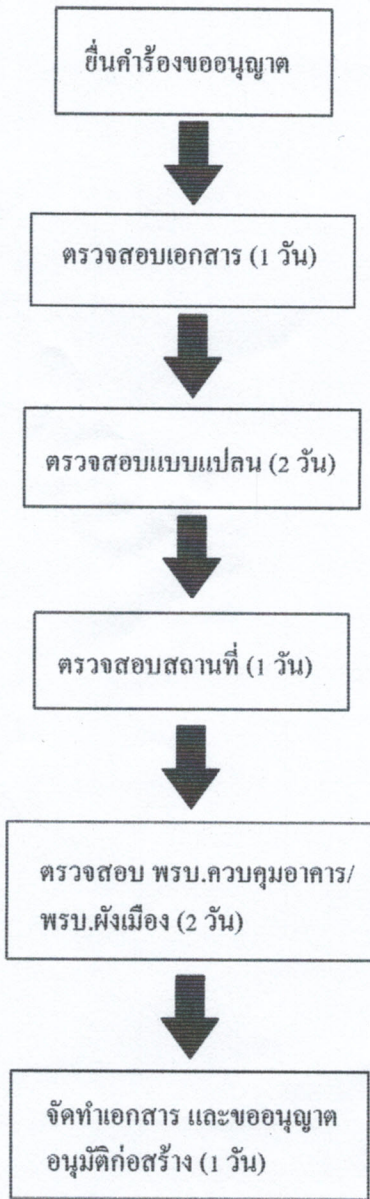 ยื่นคำร้องขออนุญาต
ตรวจสอบเอกสาร (1 วัน)
ตรวจสอบแบบแปลน (2 วัน)
ตรวจสอบสถานที่ (1 วัน)
ตรวจสอบ พรบ.ควบคุมอาคาร/
พรบ.ผังเมือง (2 วัน)
จัดทำเอกสาร และขออนุญาต
อนุมัติก่อสร้าง (1 วัน)